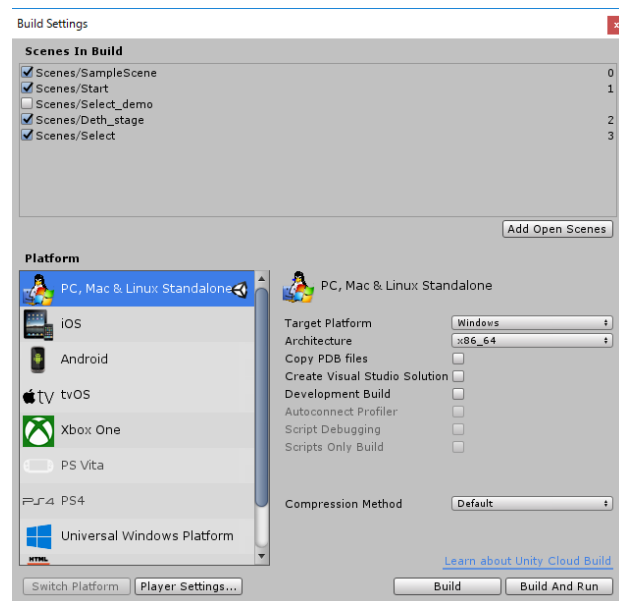 Build Settings
x
Scenes In Build
Scenes/SampleScene 0
Scenes/Start 1
Scenes/Select_demo
Scenes/Deth_stage 2
Scenes/Select 3
Add Open Scenes
Platform
PC, Mac & Linux Standalone
iOS
Android
tv tvOS
Xbox One
PS Vita
PS4 PS4
Universal Windows Platform
HTML
PC, Mac & Linux Standalone
Target Platform Windows
Architecture x86_64
Copy PDB files
Create Visual Studio Solution
Development Build
Autoconnect Profiler
Script Debugging
Scripts Only Build
Compression Method Default
Learn about Unity Cloud Build
Switch Platform Player Settings... Build Build And Run